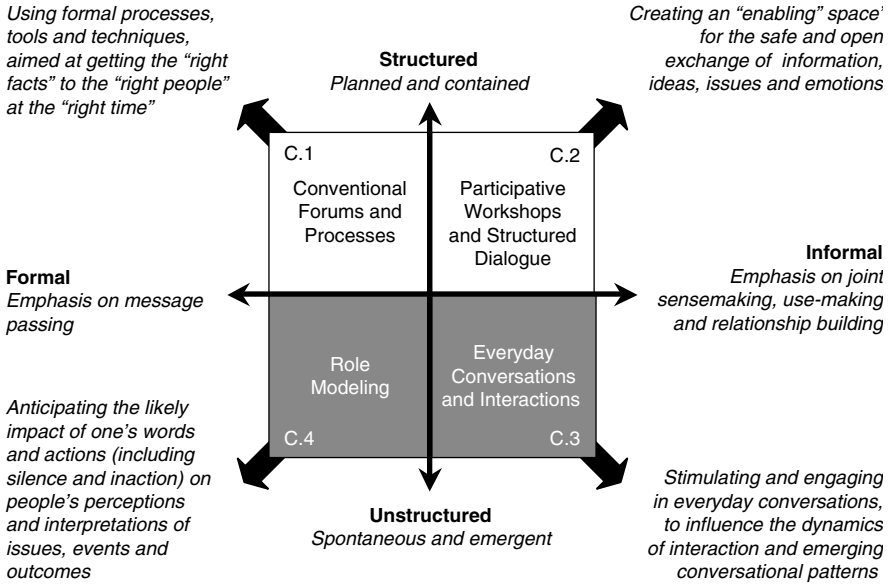 Using formal processes,
tools and techniques,
aimed at getting the “right
facts” to the “right people”
at the “right time”
Structured
Planned and contained
Creating an “enabling” space’
for the safe and open
exchange of information,
ideas, issues and emotions
C.1
Conventional
Forums and
Processes
C.2
Participative
Workshops
and Structured
Dialogue
Formal
Emphasis on message
passing
Informal
Emphasis on joint
sensemaking, use-making
and relationship building
Role
Modeling
C.4
Everyday
Conversations
and Interactions
C.3
Anticipating the likely
impact of one’s words
and actions (including
silence and inaction) on
people’s perceptions
and interpretations of
issues, events and
outcomes
Unstructured
Spontaneous and emergent
Stimulating and engaging
in everyday conversations,
to influence the dynamics
of interaction and emerging
conversational patterns